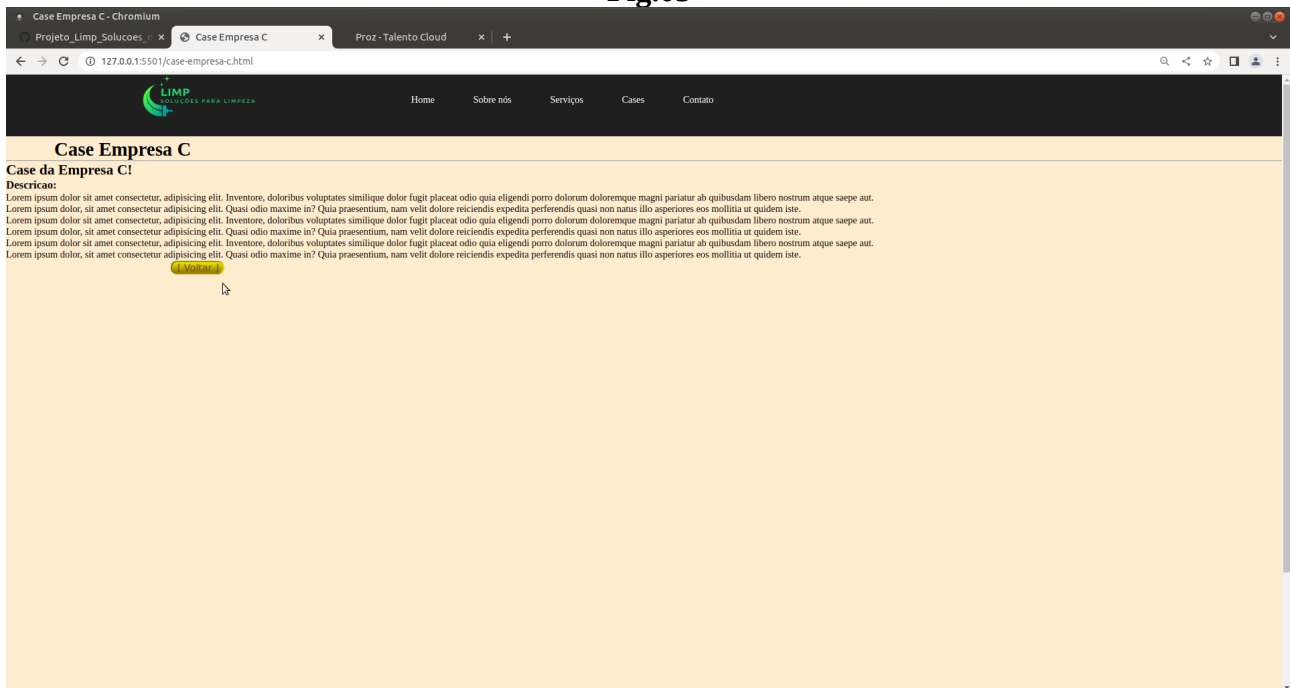 Case Empresa C - Chromium
Projeto_Limp_Solucoes_
Case Empresa C
Proz - Talento Cloud
127.0.0.1:5501/case-empresa-c.html
LIMP
SOLUÇÕES PARA LIMPEZA
Home Sobre nós Serviços Cases Contato
Case Empresa C
Case da Empresa C!
Descricao:
Lorem ipsum dolor sit amet consectetur, adipisicing elit. Inventore, doloribus voluptates similique dolor fugit placeat odio quia eligendi porro dolorum doloremque magni pariatur ab quibusdam libero nostrum atque saepe aut.
Lorem ipsum dolor, sit amet consectetur adipisicing elit. Quasi odio maxime in? Quia praesentium, nam velit dolore reiciendis expedita perferendis quasi non natus illo asperiores eos mollitia ut quidem iste.
Lorem ipsum dolor sit amet consectetur, adipisicing elit. Inventore, doloribus voluptates similique dolor fugit placeat odio quia eligendi porro dolorum doloremque magni pariatur ab quibusdam libero nostrum atque saepe aut.
Lorem ipsum dolor, sit amet consectetur adipisicing elit. Quasi odio maxime in? Quia praesentium, nam velit dolore reiciendis expedita perferendis quasi non natus illo asperiores eos mollitia ut quidem iste.
Lorem ipsum dolor sit amet consectetur, adipisicing elit. Inventore, doloribus voluptates similique dolor fugit placeat odio quia eligendi porro dolorum doloremque magni pariatur ab quibusdam libero nostrum atque saepe aut.
Lorem ipsum dolor, sit amet consectetur adipisicing elit. Quasi odio maxime in? Quia praesentium, nam velit dolore reiciendis expedita perferendis quasi non natus illo asperiores eos mollitia ut quidem iste.
[ Voltar ]